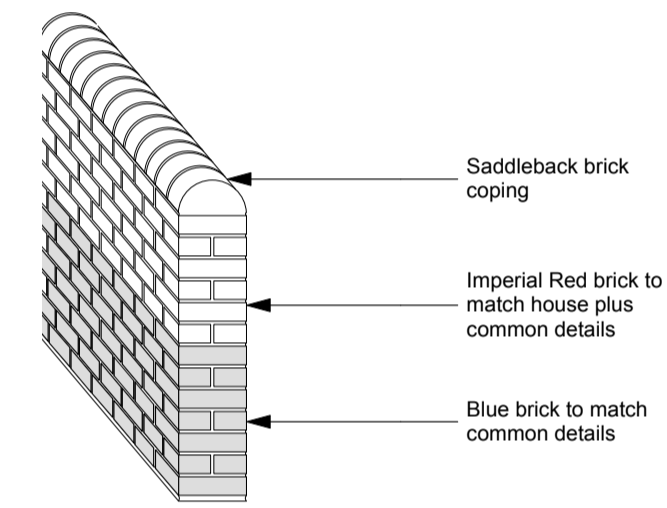 Saddleback brick
coping
Imperial Red brick to
match house plus
common details
Blue brick to match
common details